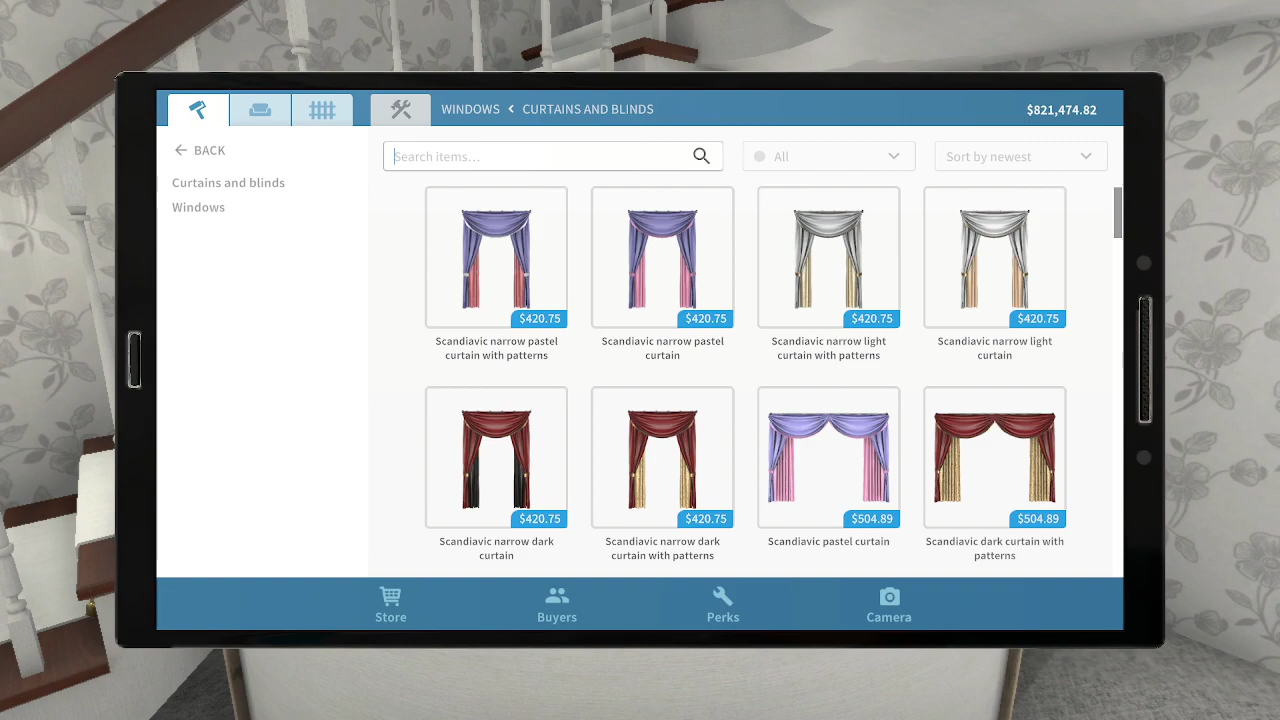 WINDOWS < CURTAINS AND BLINDS
$821,474.82
BACK
Curtains and blinds
Windows
Search items...
All
Sort by newest
$420.75
$420.75
$420.75
$420.75
Scandiavic narrow pastel
curtain with patterns
Scandiavic narrow pastel
curtain
Scandiavic narrow light
curtain with patterns
Scandiavic narrow light
curtain
$420.75
$420.75
$504.89
$504.89
Scandiavic narrow dark
curtain
Scandiavic narrow dark
curtain with patterns
Scandiavic pastel curtain
Scandiavic dark curtain with
patterns
Store
Buyers
Perks
Camera